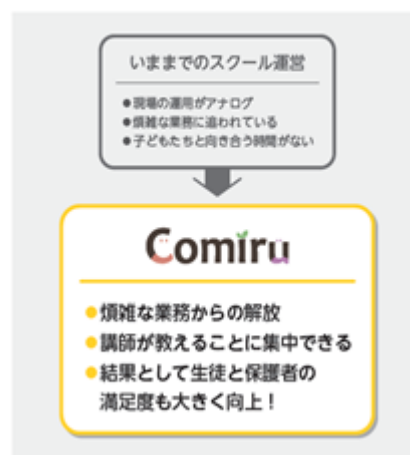 いままでのスクール運営
●現場の運用がアナログ
●煩雑な業務に追われている
●子どもたちと向き合う時間がない
Comiru
●煩雑な業務からの解放
●講師が教えることに集中できる
●結果として生徒と保護者の
満足度も大きく向上！